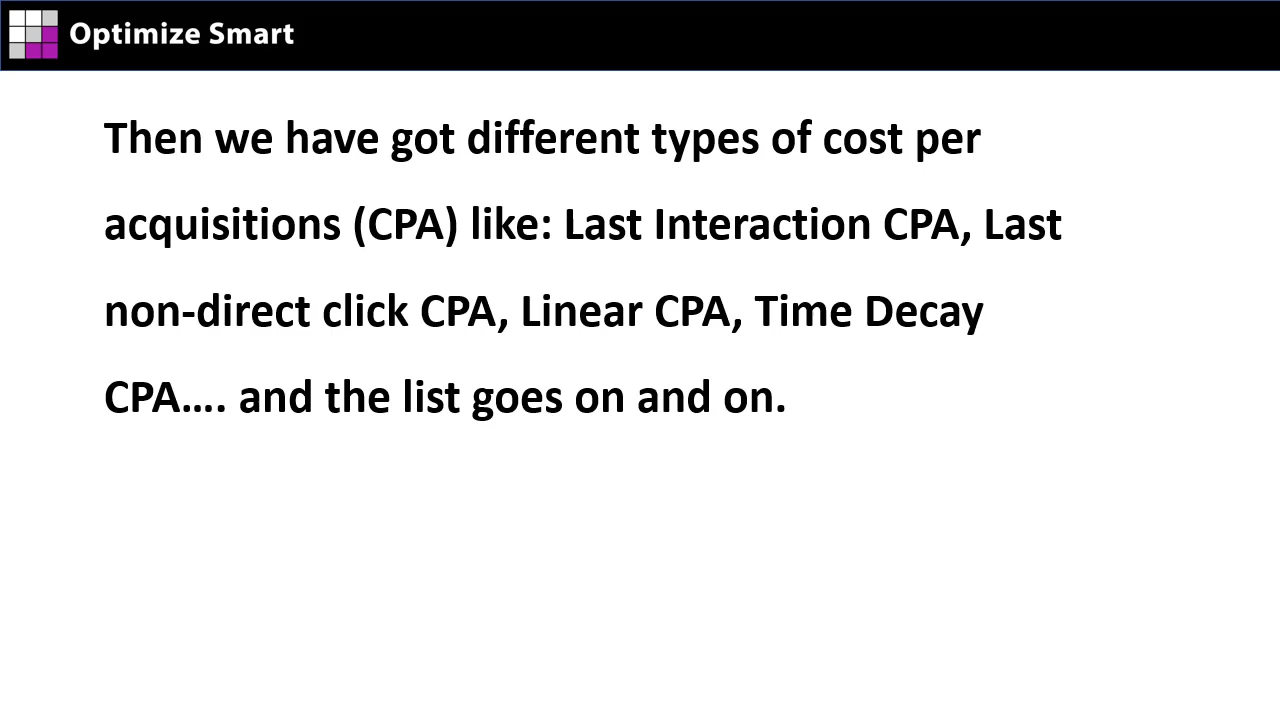 Optimize Smart
Then we have got different types of cost per
acquisitions (CPA) like: Last Interaction CPA, Last
non-direct click CPA, Linear CPA, Time Decay
CPA…. and the list goes on and on.